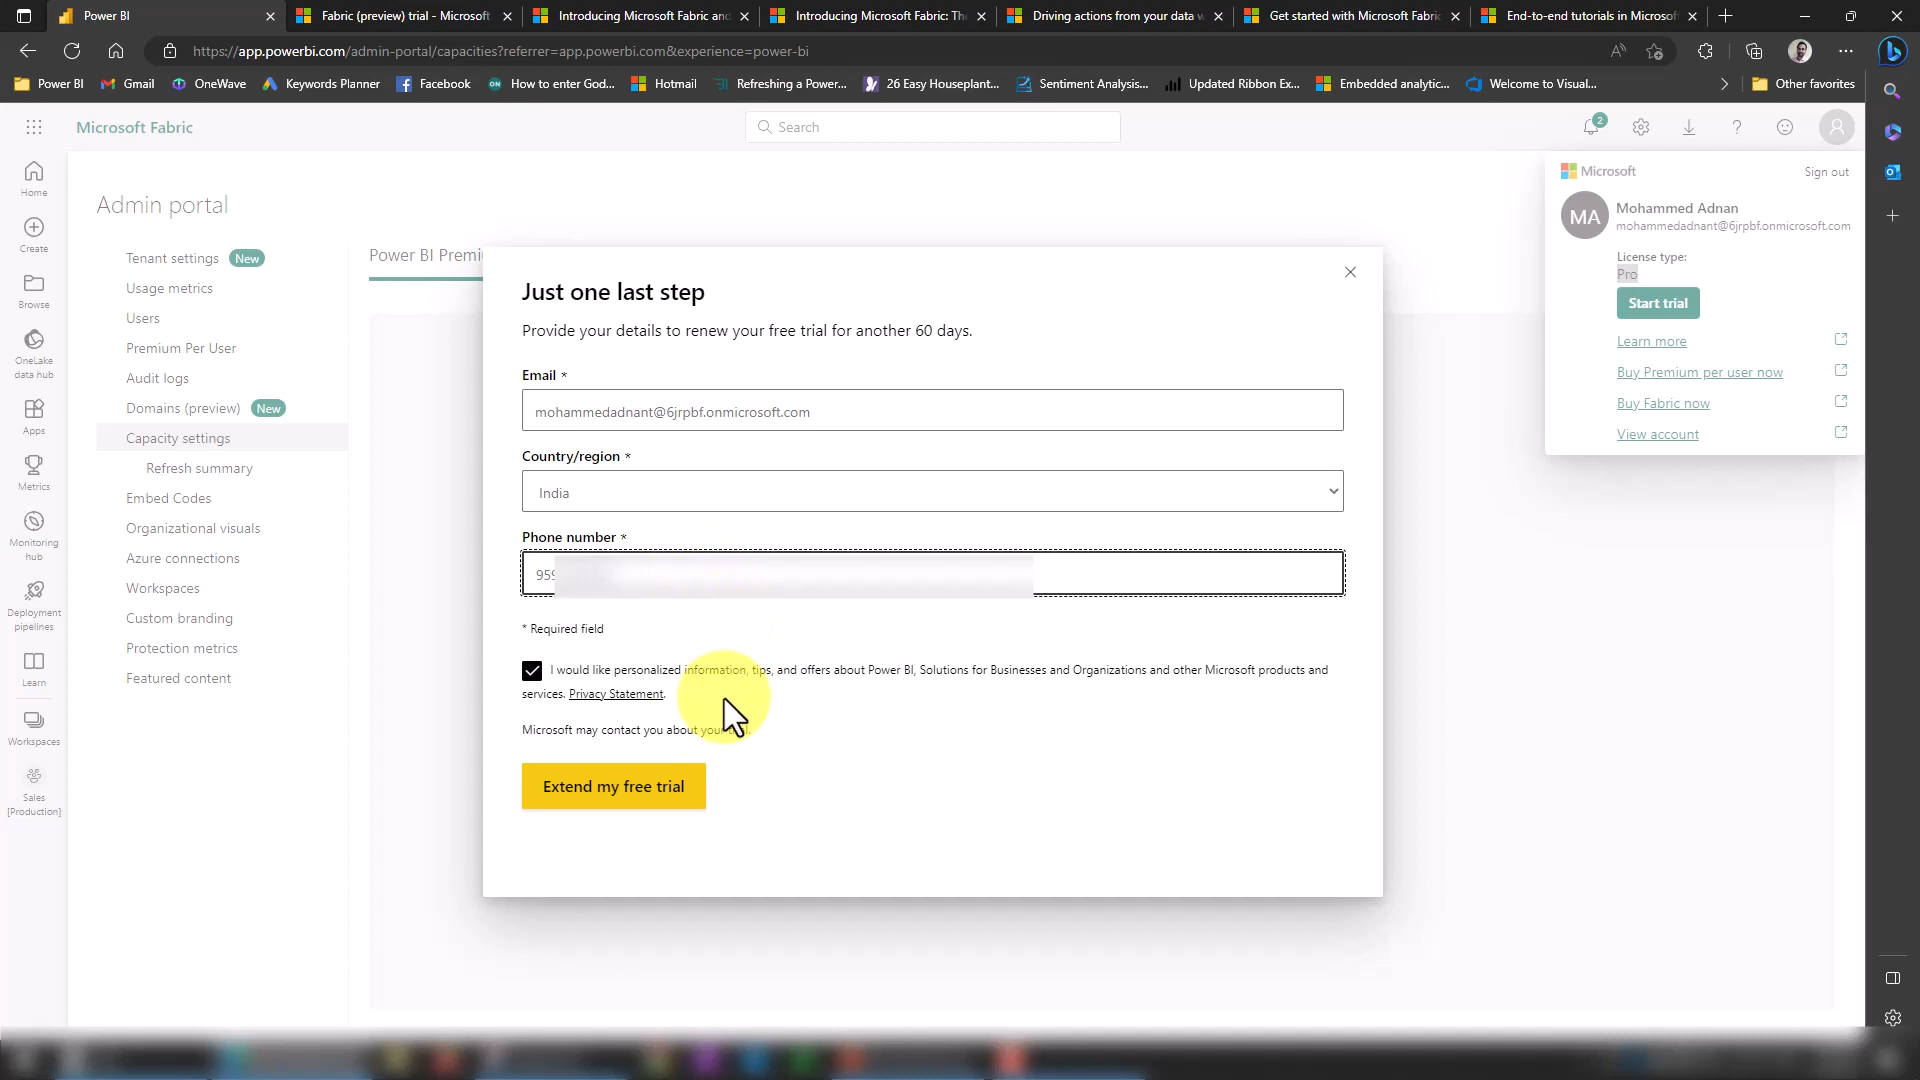 Power BI
Fabric (preview) trial - Microsoft
Introducing Microsoft Fabric and
Introducing Microsoft Fabric: Th
Driving actions from your data w
Get started with Microsoft Fabric
End-to-end tutorials in Microsof
https://app.powerbi.com/admin-portal/capacities?referrer=app.powerbi.com&experience=power-bi
Power BI
Gmail
OneWave
Keywords Planner
Facebook
How to enter God...
Hotmail
Refreshing a Power...
26 Easy Houseplant...
Sentiment Analysis...
Updated Ribbon Ex...
Embedded analytic...
Welcome to Visual...
Other favorites
Microsoft Fabric
Search
2
Home
Create
Browse
OneLake
data hub
Apps
Metrics
Monitoring
hub
Deployment
pipelines
Learn
Workspaces
Sales
[Production]
Admin portal
Tenant settings New
Usage metrics
Users
Premium Per User
Audit logs
Domains (preview) New
Capacity settings
Refresh summary
Embed Codes
Organizational visuals
Azure connections
Workspaces
Custom branding
Protection metrics
Featured content
Power BI Premi
Just one last step
Provide your details to renew your free trial for another 60 days.
Email *
mohammedadnant@6jrpbf.onmicrosoft.com
Country/region *
India
Phone number *
959
* Required field
I would like personalized information, tips, and offers about Power BI, Solutions for Businesses and Organizations and other Microsoft products and
services. Privacy Statement.
Microsoft may contact you about your trial.
Extend my free trial
Microsoft
Sign out
MA
Mohammed Adnan
mohammedadnant@6jrpbf.onmicrosoft.com
License type:
Pro
Start trial
Learn more
Buy Premium per user now
Buy Fabric now
View account